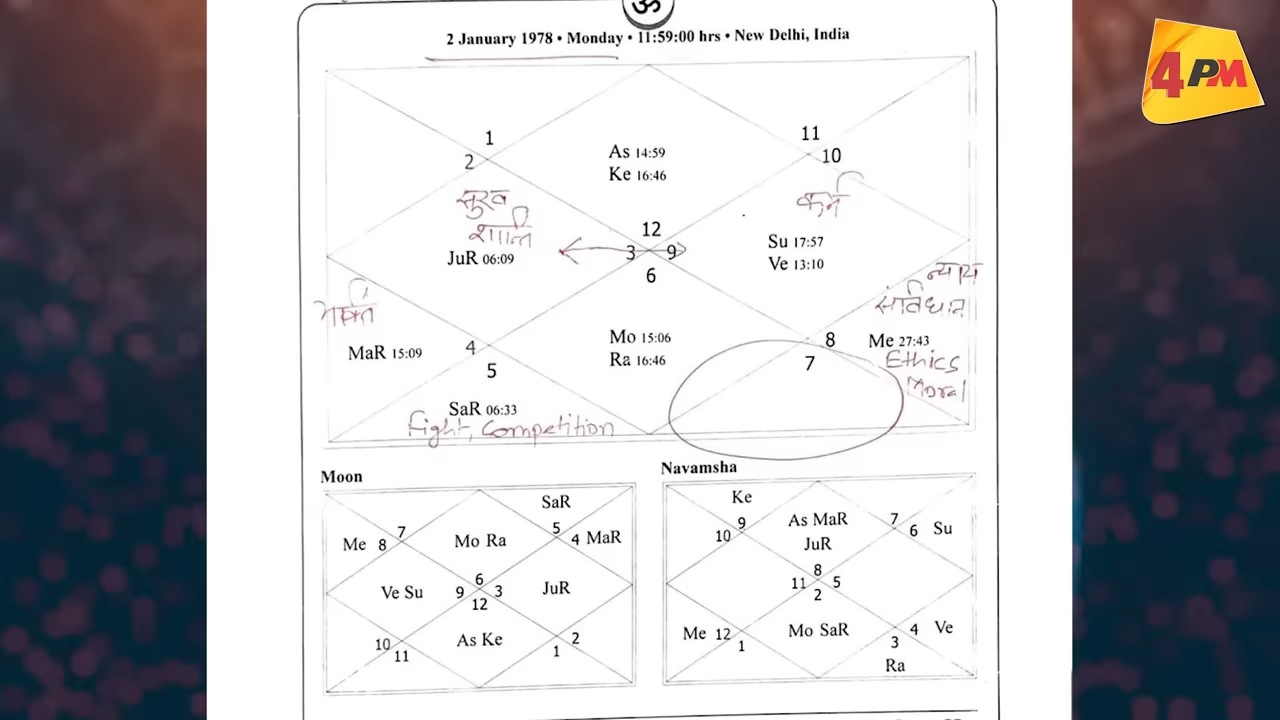 ॐ
4PM
2 January 1978 • Monday • 11:59:00 hrs • New Delhi, India
1
2
As 14:59
Ke 16:46
11
10
सुख
शान्ति
JuR 06:09
कर्म
12
3 9
6
Su 17:57
Ve 13:10
न्याय
संविधान
MaR 15:09
4
5
Mo 15:06
Ra 16:46
8
7
Me 27:43
Ethics
Moral
SaR 06:33
Fight, Competition
Moon
SaR
Me 8 7
Mo Ra
5
4 MaR
Ve Su
6
9 3
12
JuR
10
11
As Ke
2
1
Navamsha
Ke
9
10
As MaR
JuR
7
6 Su
8
11 5
2
Me 12
1
Mo SaR
4 Ve
3
Ra